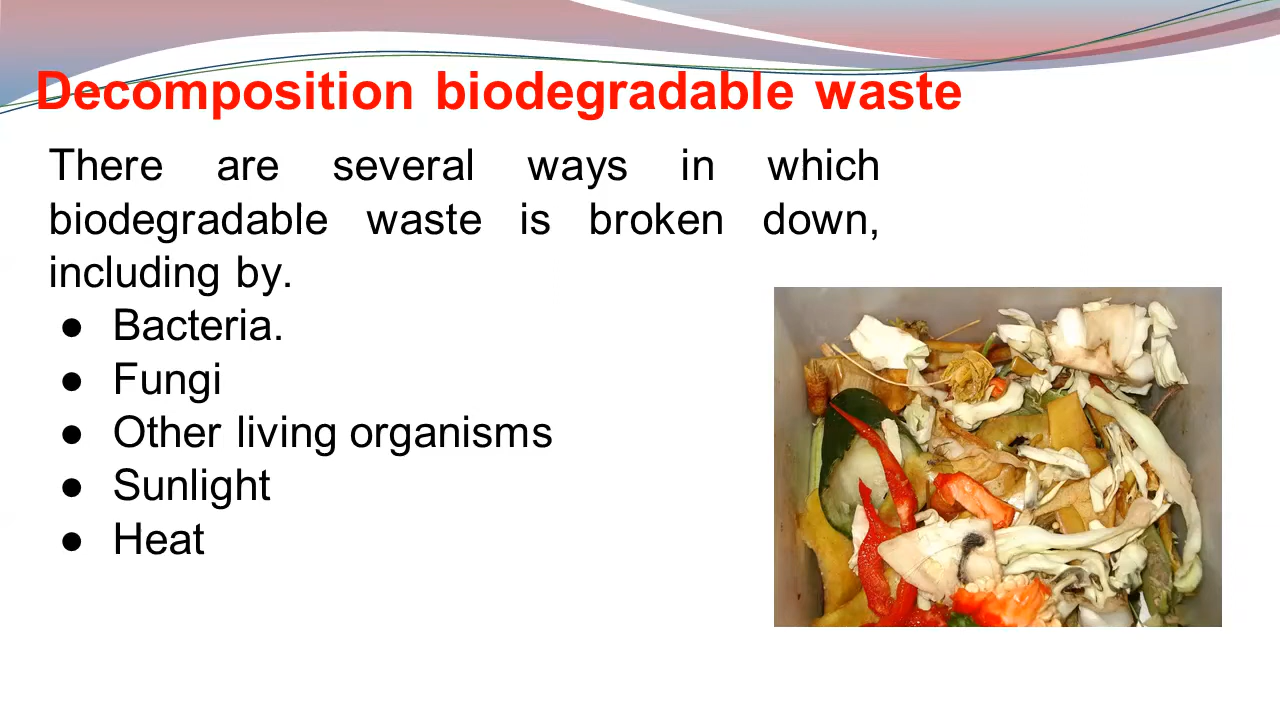 Decomposition biodegradable waste
There are several ways in which
biodegradable waste is broken down,
including by.
● Bacteria.
● Fungi
● Other living organisms
● Sunlight
● Heat